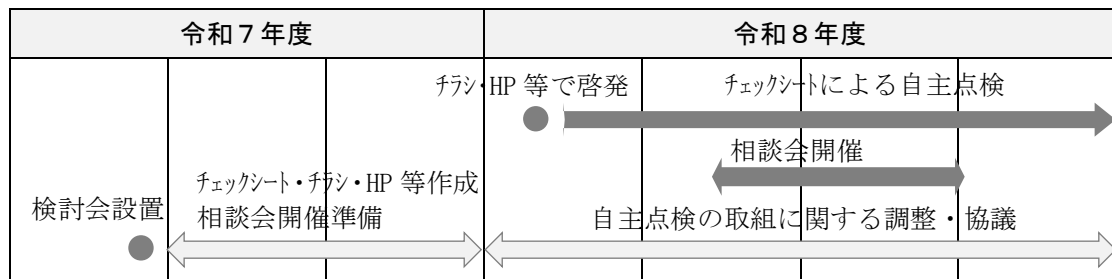 令和７年度
令和８年度
ﾁﾗｼ・HP 等で啓発
ﾁｪｯｸｼｰﾄによる自主点検
相談会開催
検討会設置
ﾁｪｯｸｼｰﾄ・ﾁﾗｼ・HP 等作成
相談会開催準備
自主点検の取組に関する調整・協議